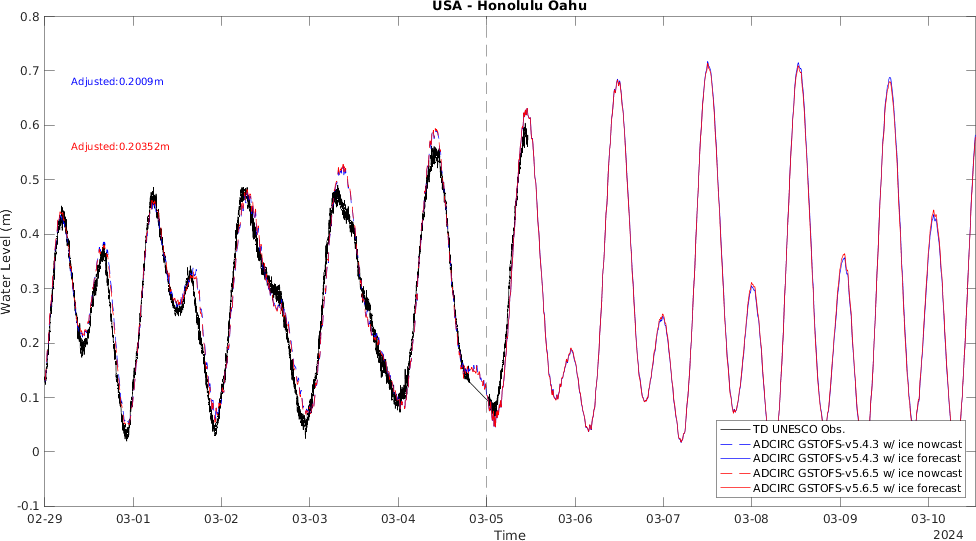 USA - Honolulu Oahu
0.8
0.7
0.6
0.5
0.4
0.3
0.2
0.1
0
-0.1
Water Level (m)
Adjusted:0.2009m
Adjusted:0.20352m
TD UNESCO Obs.
ADCIRC GSTOFS-v5.4.3 w/ ice nowcast
ADCIRC GSTOFS-v5.4.3 w/ ice forecast
ADCIRC GSTOFS-v5.6.5 w/ ice nowcast
ADCIRC GSTOFS-v5.6.5 w/ ice forecast
02-29 03-01 03-02 03-03 03-04 03-05 03-06 03-07 03-08 03-09 03-10
Time
2024